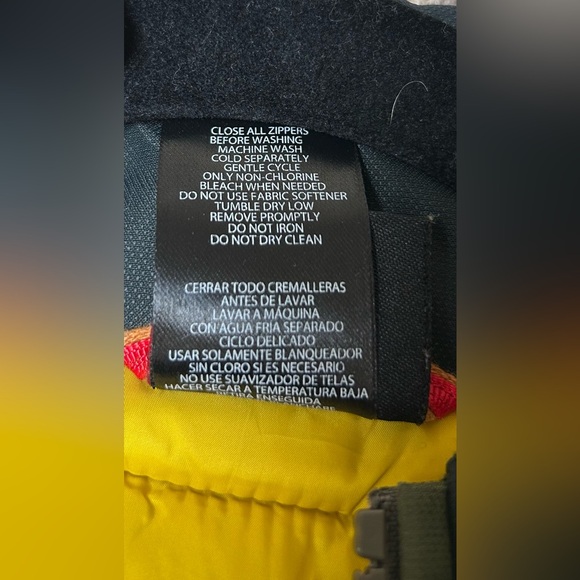 CLOSE ALL ZIPPERS
BEFORE WASHING
MACHINE WASH
COLD SEPARATELY
GENTLE CYCLE
ONLY NON-CHLORINE
BLEACH WHEN NEEDED
DO NOT USE FABRIC SOFTENER
TUMBLE DRY LOW
REMOVE PROMPTLY
DO NOT IRON
DO NOT DRY CLEAN
CERRAR TODO CREMALLERAS
ANTES DE LAVAR
LAVAR A MÁQUINA
CON AGUA FRIA SEPARADO
CICLO DELICADO
USAR SOLAMENTE BLANQUEADOR
SIN CLORO SI ES NECESARIO
NO USE SUAVIZADOR DE TELAS
HACER SECAR A TEMPERATURA BAJA
RETIRA ENSEGUIDA